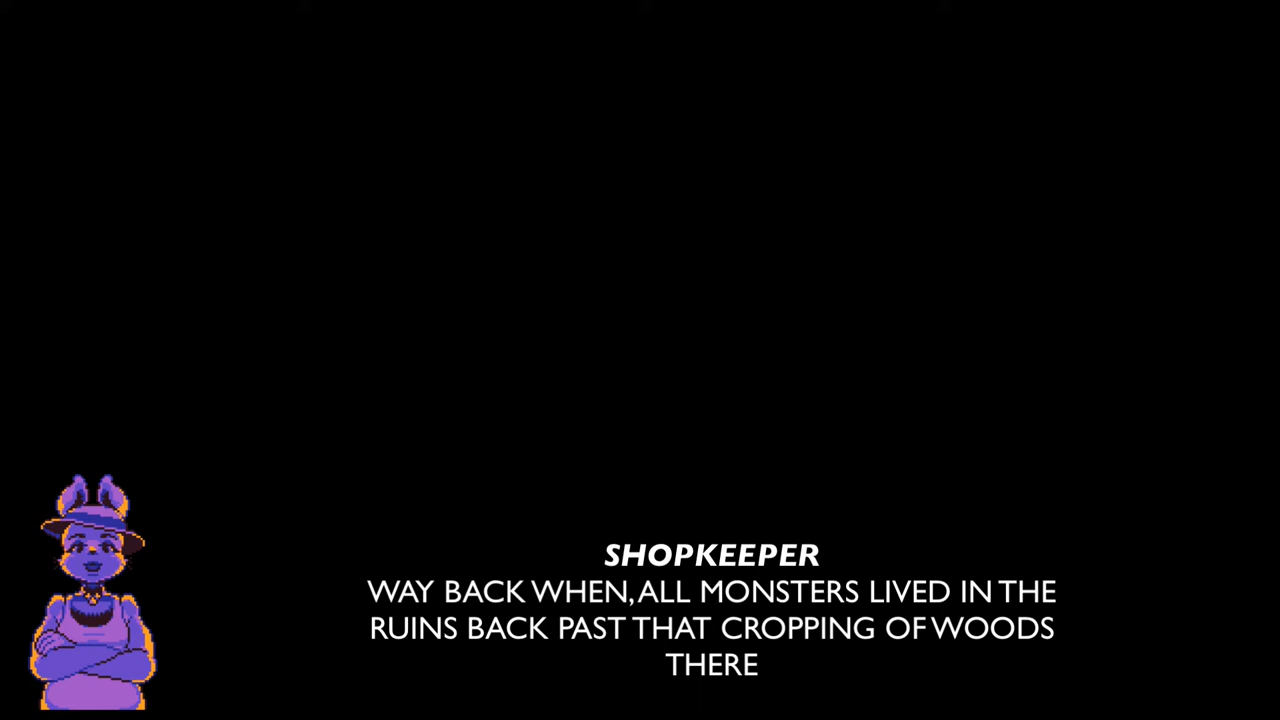 SHOPKEEPER
WAY BACK WHEN, ALL MONSTERS LIVED IN THE
RUINS BACK PAST THAT CROPPING OF WOODS
THERE